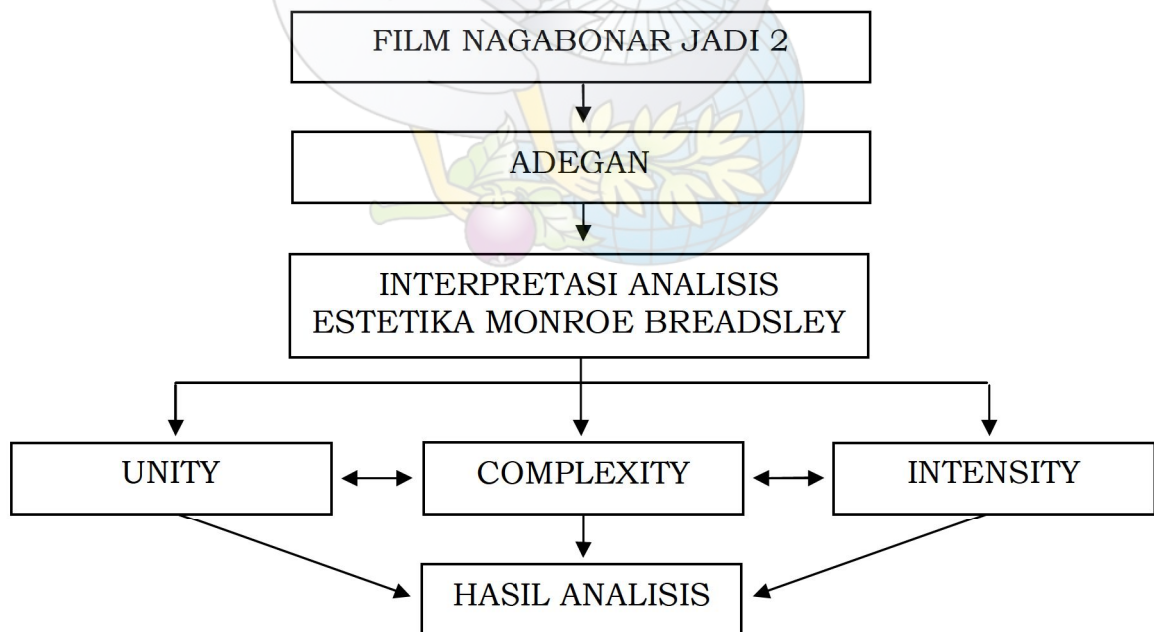 FILM NAGABONAR JADI 2
ADEGAN
INTERPRETASI ANALISIS
ESTETIKA MONROE BREADSLEY
UNITY
COMPLEXITY
INTENSITY
HASIL ANALISIS